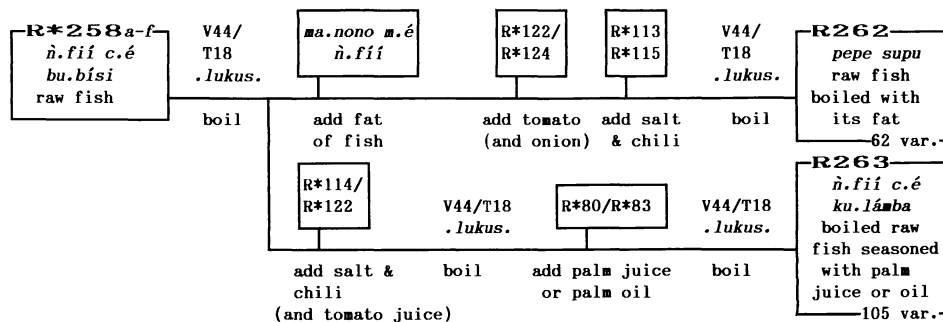 R*258a-f
ǹ.fií c.é
bu.bísi
raw fish
V44/
T18
.lukus.
boil
ma.nono m.é
ǹ.fíí
add fat
of fish
R*122/
R*124
add tomato
(and onion)
R*113
R*115
add salt
& chili
V44/
T18
.lukus.
boil
R262
pepe supu
raw fish
boiled with
its fat
62 var.
R*114/
R*122
add salt &
chili
(and tomato juice)
V44/T18
.lukus.
boil
R*80/R*83
add palm juice
or palm oil
V44/T18
.lukus.
boil
R263
ǹ.fií c.é
ku.lámba
boiled raw
fish seasoned
with palm
juice or oil
105 var.